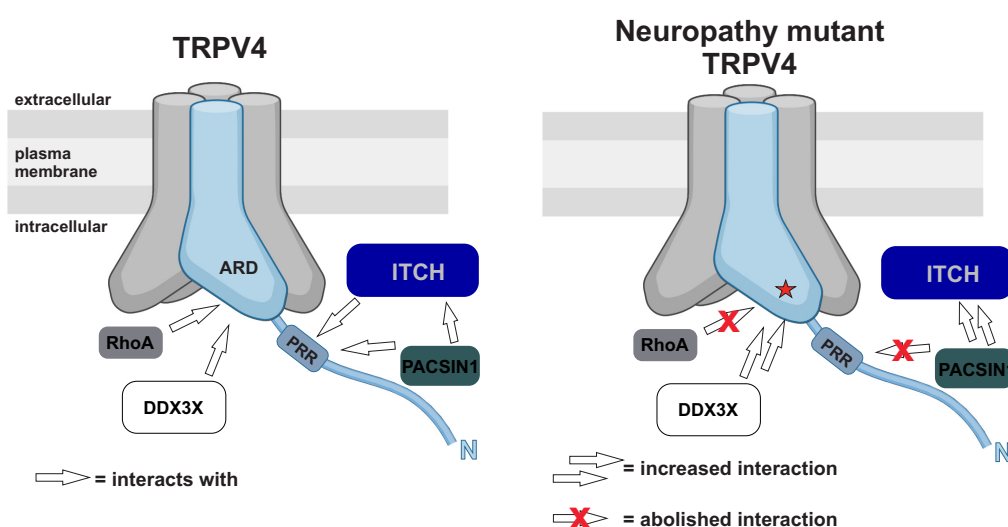 TRPV4
extracellular
plasma
membrane
intracellular
ARD
ITCH
RhoA
PRR
PACSIN1
DDX3X
N
= interacts with
Neuropathy mutant
TRPV4
ITCH
RhoA
PRR
PACSIN1
DDX3X
N
= increased interaction
= abolished interaction